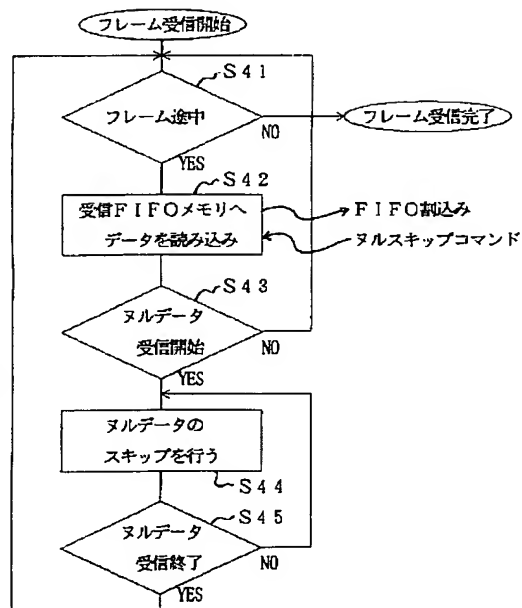 フレーム受信開始
S41
フレーム途中
NO
フレーム受信完了
YES
S42
受信FIFOメモリへ
データを読み込み
FIFO割込み
ヌルスキップコマンド
S43
ヌルデータ
受信開始
NO
YES
ヌルデータの
スキップを行う
S44
S45
ヌルデータ
受信終了
NO
YES